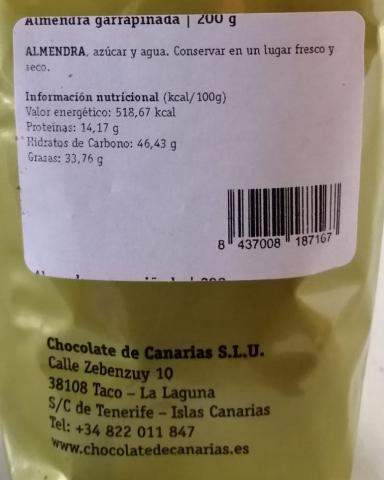 Almendra garrapiñada | 200 g
ALMENDRA, azúcar y agua. Conservar en un lugar fresco y
seco.
Información nutricional (kcal/100g)
Valor energético: 518,67 kcal
Proteínas: 14,17 g
Hidratos de Carbono: 46,43 g
Grasas: 33,76 g
8 437008 187167
Chocolate de Canarias S.L.U.
Calle Zebenzuy 10
38108 Taco – La Laguna
S/C de Tenerife – Islas Canarias
Tel: +34 822 011 847
www.chocolatedecanarias.es